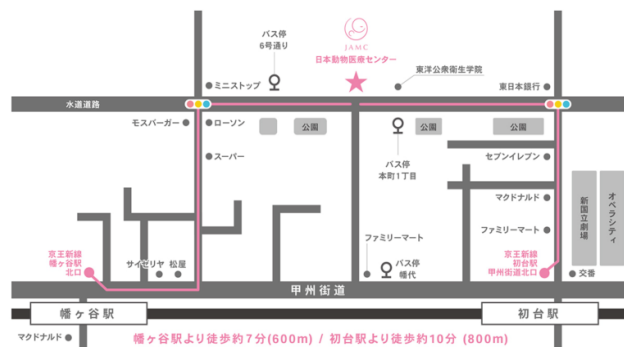 バス停
6号通り
JAMC
日本動物医療センター
東洋公衆衛生学院
ミニストップ
東日本銀行
水道道路
モスバーガー
ローソン
公園
公園
公園
スーパー
バス停
本町1丁目
セブンイレブン
マクドナルド
新国立劇場
オペラシティ
ファミリーマート
ファミリーマート
京王新線
幡ヶ谷駅
北口
サイゼリヤ
松屋
バス停
幡代
京王新線
初台駅
甲州街道北口
交番
甲州街道
幡ヶ谷駅
初台駅
マクドナルド
幡ヶ谷駅より徒歩約7分(600m) / 初台駅より徒歩約10分 (800m)